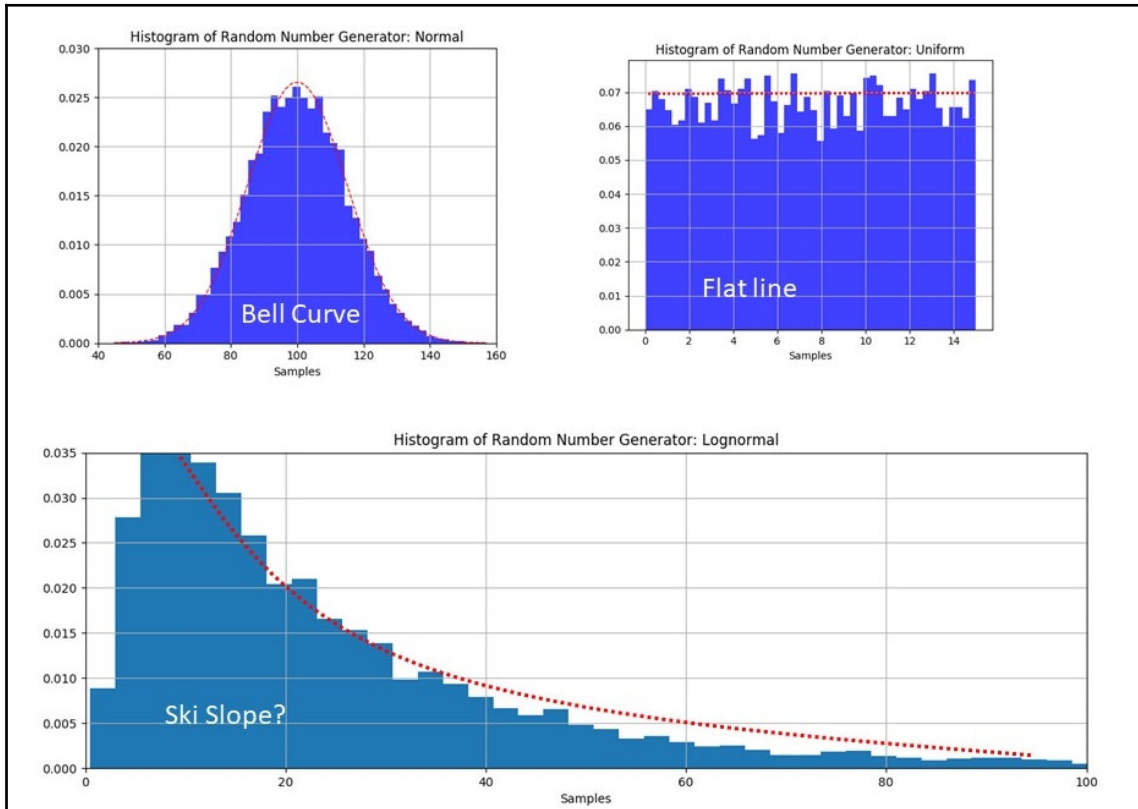 Histogram of Random Number Generator: Normal
0.030
0.025
0.020
0.015
0.010
0.005
0.000
Bell Curve
40 60 80 100 120 140 160
Samples
Histogram of Random Number Generator: Uniform
0.07
0.06
0.05
0.04
0.03
0.02
0.01
0.00
Flat line
0 2 4 6 8 10 12 14
Samples
Histogram of Random Number Generator: Lognormal
0.035
0.030
0.025
0.020
0.015
0.010
0.005
0.000
Ski Slope?
0 20 40 60 80 100
Samples